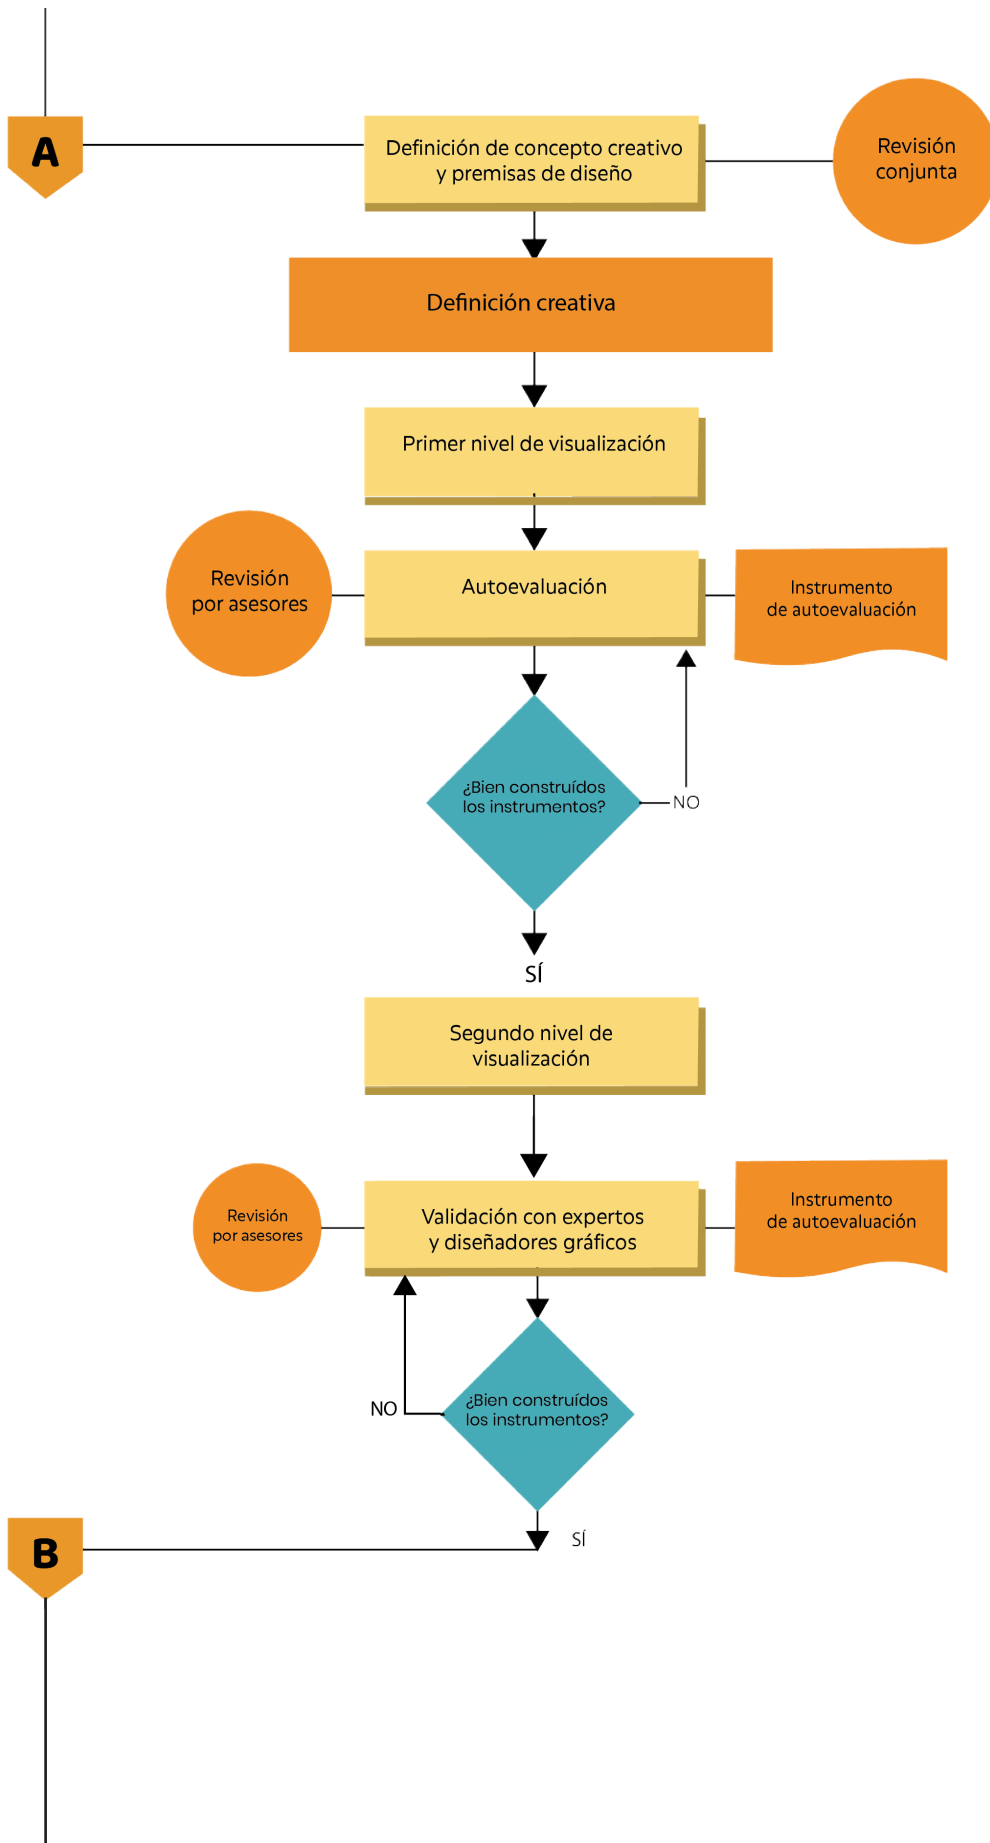 A
Definición de concepto creativo
y premisas de diseño
Revisión
conjunta
Definición creativa
Primer nivel de visualización
Revisión
por asesores
Autoevaluación
Instrumento
de autoevaluación
¿Bien construídos
los instrumentos?
NO
SÍ
Segundo nivel de
visualización
Revisión
por asesores
Validación con expertos
y diseñadores gráficos
Instrumento
de autoevaluación
NO
¿Bien construídos
los instrumentos?
SÍ
B